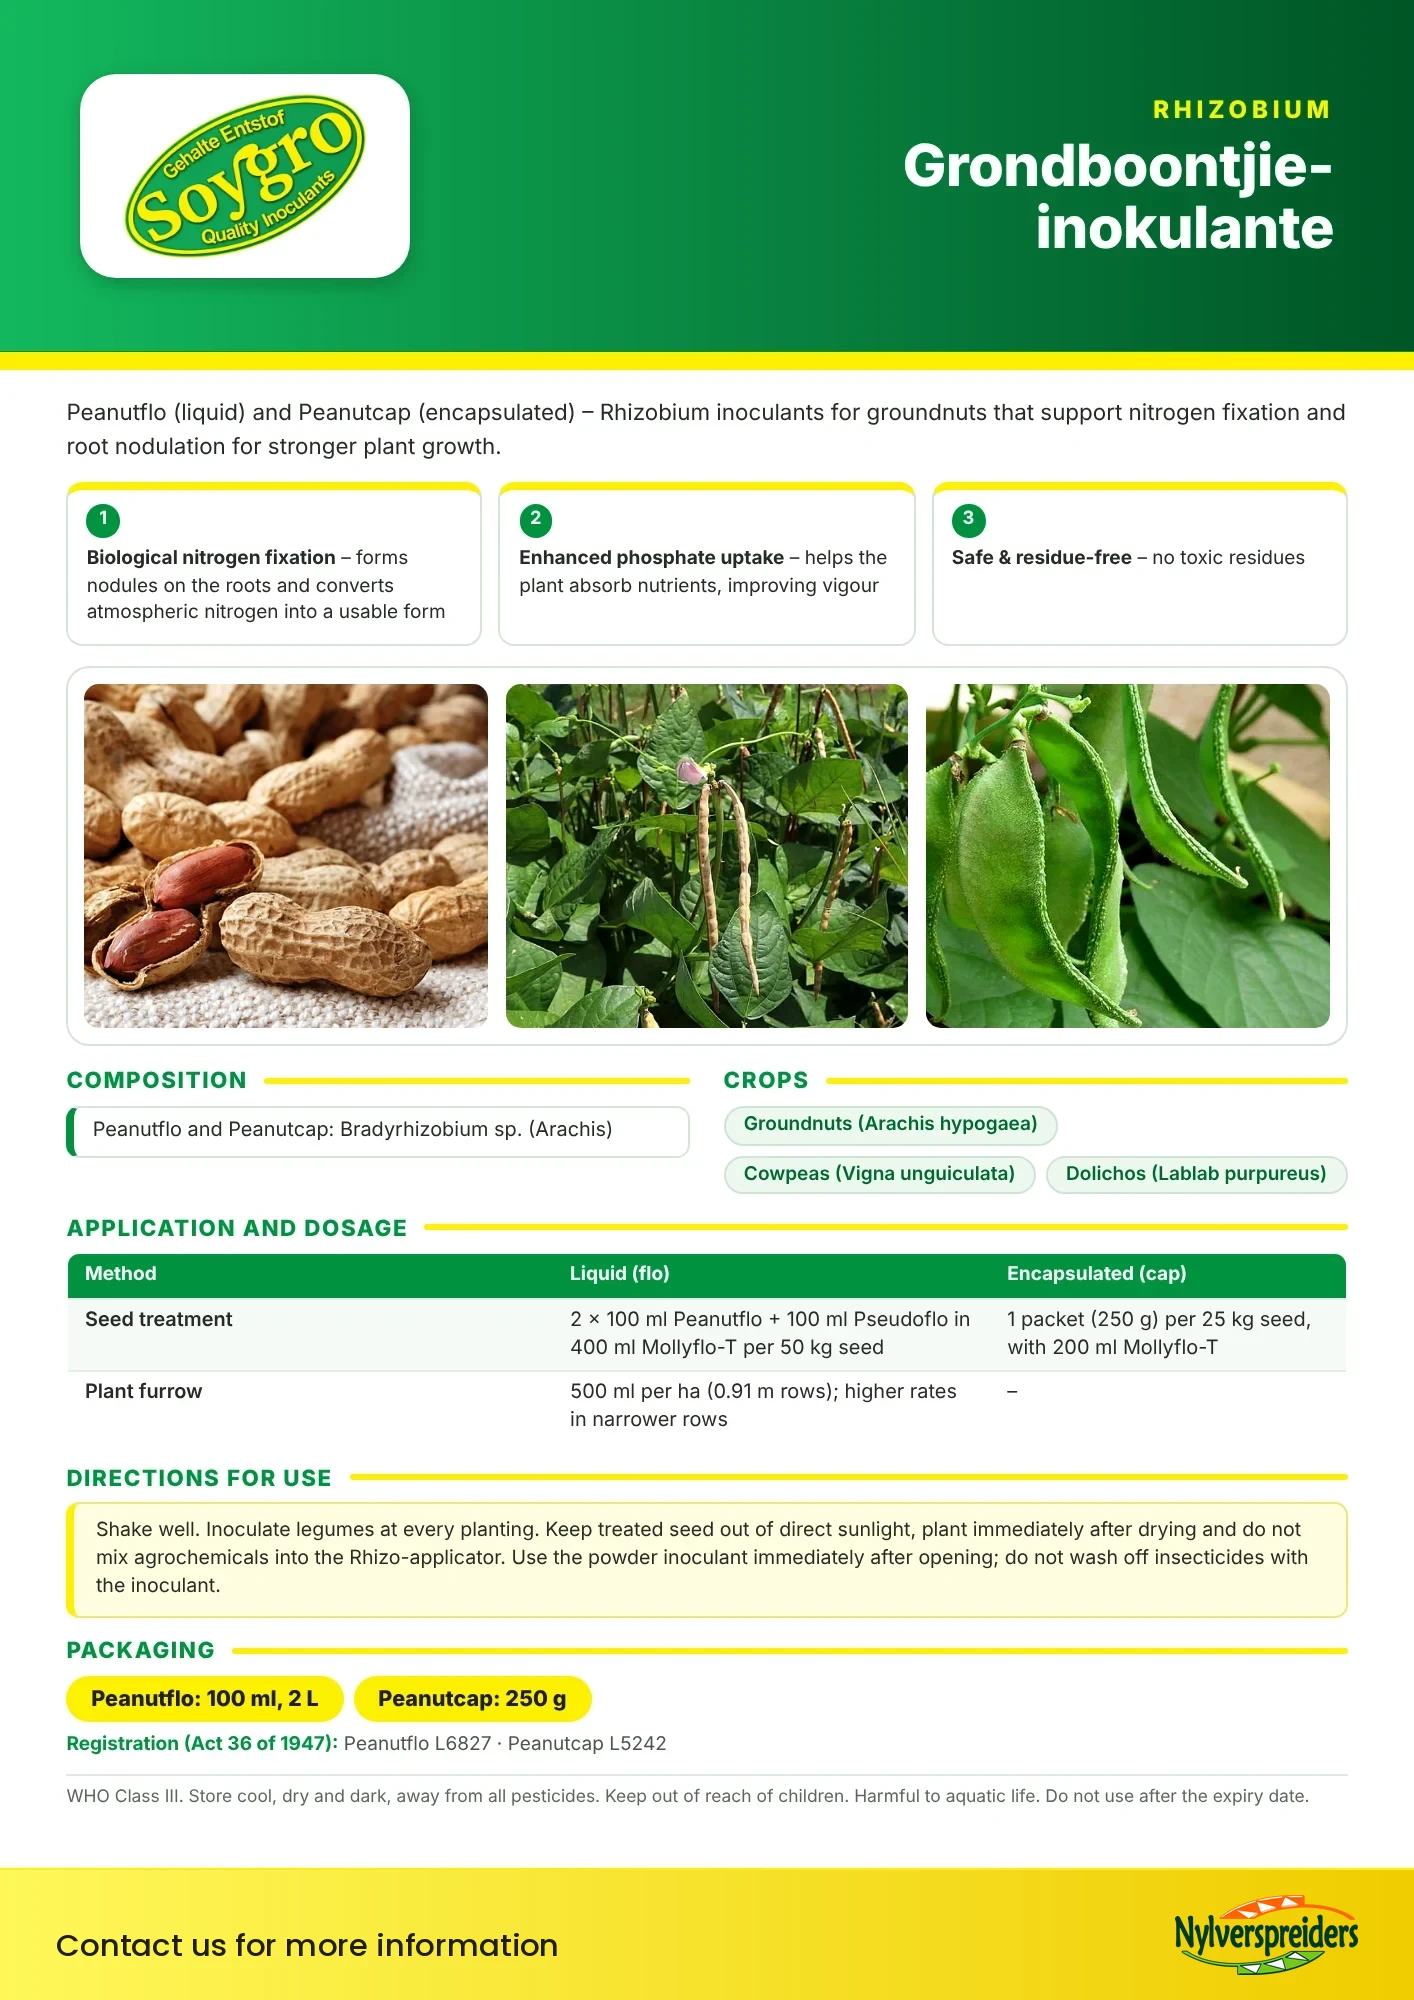 Gehalte Entstof
Soygro
Quality Inoculants
RHIZOBIUM
Grondboontjie-
inokulante
Peanutflo (liquid) and Peanutcap (encapsulated) – Rhizobium inoculants for groundnuts that support nitrogen fixation and
root nodulation for stronger plant growth.
1
Biological nitrogen fixation – forms
nodules on the roots and converts
atmospheric nitrogen into a usable form
2
Enhanced phosphate uptake – helps the
plant absorb nutrients, improving vigour
3
Safe & residue-free – no toxic residues
COMPOSITION
Peanutflo and Peanutcap: Bradyrhizobium sp. (Arachis)
CROPS
Groundnuts (Arachis hypogaea)
Cowpeas (Vigna unguiculata) Dolichos (Lablab purpureus)
APPLICATION AND DOSAGE
Method Liquid (flo) Encapsulated (cap)
Seed treatment 2 × 100 ml Peanutflo + 100 ml Pseudoflo in 1 packet (250 g) per 25 kg seed,
400 ml Mollyflo-T per 50 kg seed with 200 ml Mollyflo-T
Plant furrow 500 ml per ha (0.91 m rows); higher rates –
in narrower rows
DIRECTIONS FOR USE
Shake well. Inoculate legumes at every planting. Keep treated seed out of direct sunlight, plant immediately after drying and do not
mix agrochemicals into the Rhizo-applicator. Use the powder inoculant immediately after opening; do not wash off insecticides with
the inoculant.
PACKAGING
Peanutflo: 100 ml, 2 L Peanutcap: 250 g
Registration (Act 36 of 1947): Peanutflo L6827 · Peanutcap L5242
WHO Class III. Store cool, dry and dark, away from all pesticides. Keep out of reach of children. Harmful to aquatic life. Do not use after the expiry date.
Contact us for more information
Nylverspreiders